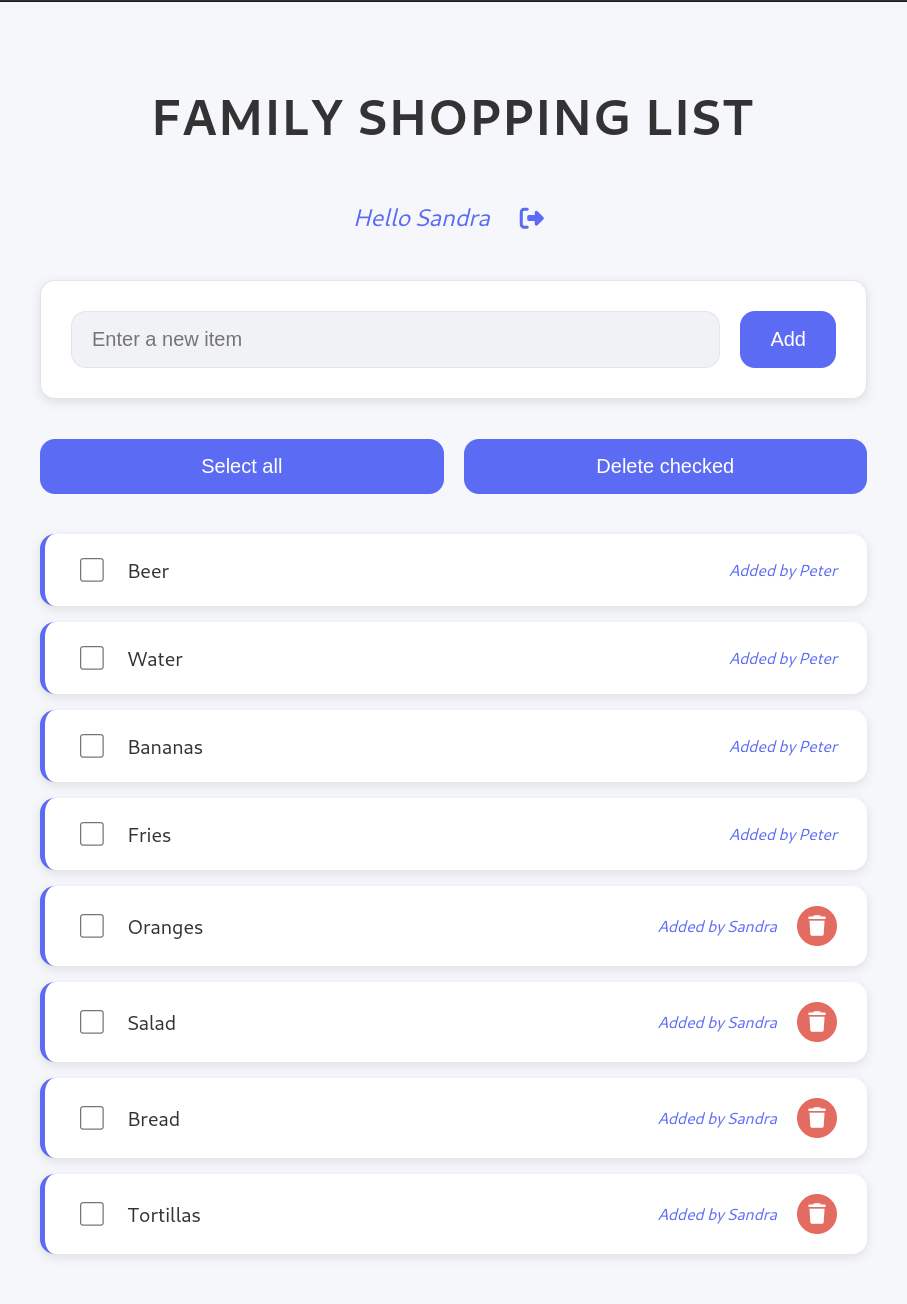 FAMILY SHOPPING LIST
Hello Sandra
Enter a new item
Add
Select all
Delete checked
Beer
Added by Peter
Water
Added by Peter
Bananas
Added by Peter
Fries
Added by Peter
Oranges
Added by Sandra
Salad
Added by Sandra
Bread
Added by Sandra
Tortillas
Added by Sandra